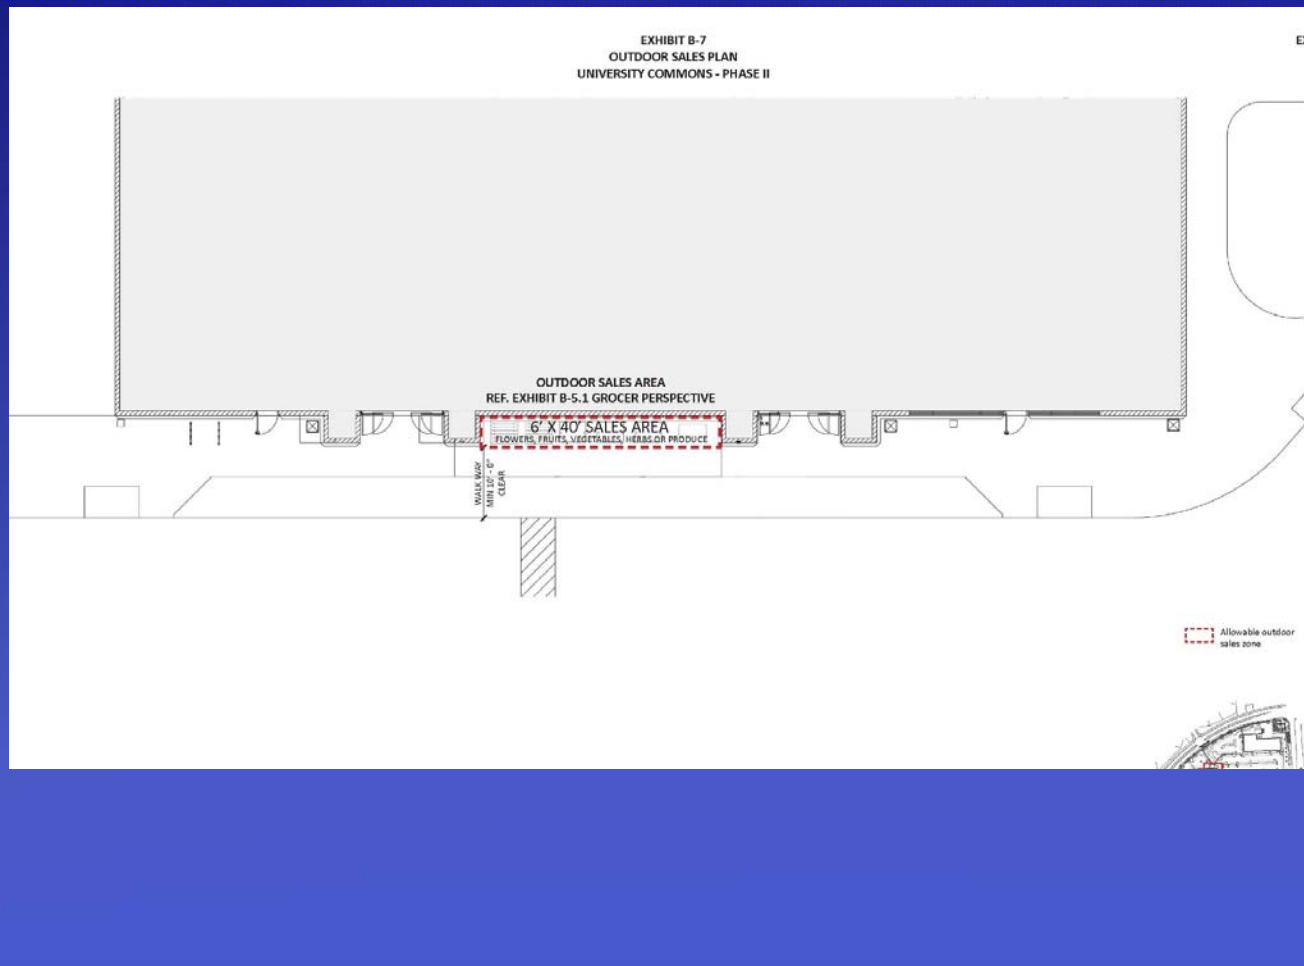 EXHIBIT B-7
OUTDOOR SALES PLAN
UNIVERSITY COMMONS - PHASE II
OUTDOOR SALES AREA
REF. EXHIBIT B-5.1 GROCER PERSPECTIVE
6' X 40' SALES AREA
FLOWERS, FRUITS, VEGETABLES, HERBS OR PRODUCE
WALK WAY
MIN 10' - 6"
CLEAR
Allowable outdoor
sales zone